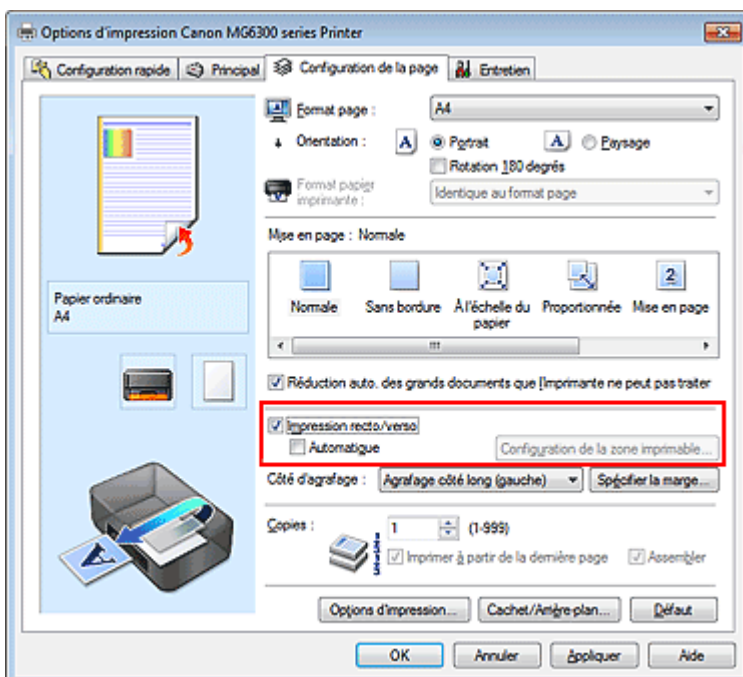 Options d'impression Canon MG6300 series Printer
Configuration rapide Principal Configuration de la page Entretien
Format page : A4
Orientation : A Portrait A Paysage
Rotation 180 degrés
Format papier imprimante : Identique au format page
Mise en page : Normale
Normale Sans bordure À l'échelle du papier Proportionnée Mise en page
Papier ordinaire
A4
Réduction auto. des grands documents que l'imprimante ne peut pas traiter
Impression recto/verso
Automatique Configuration de la zone imprimable...
Côté d'agrafage : Agrafage côté long (gauche) Spécifier la marge...
Copies : 1 (1-999)
Imprimer à partir de la dernière page Assembler
Options d'impression... Cachet/Arrière-plan... Défaut
OK Annuler Appliquer Aide